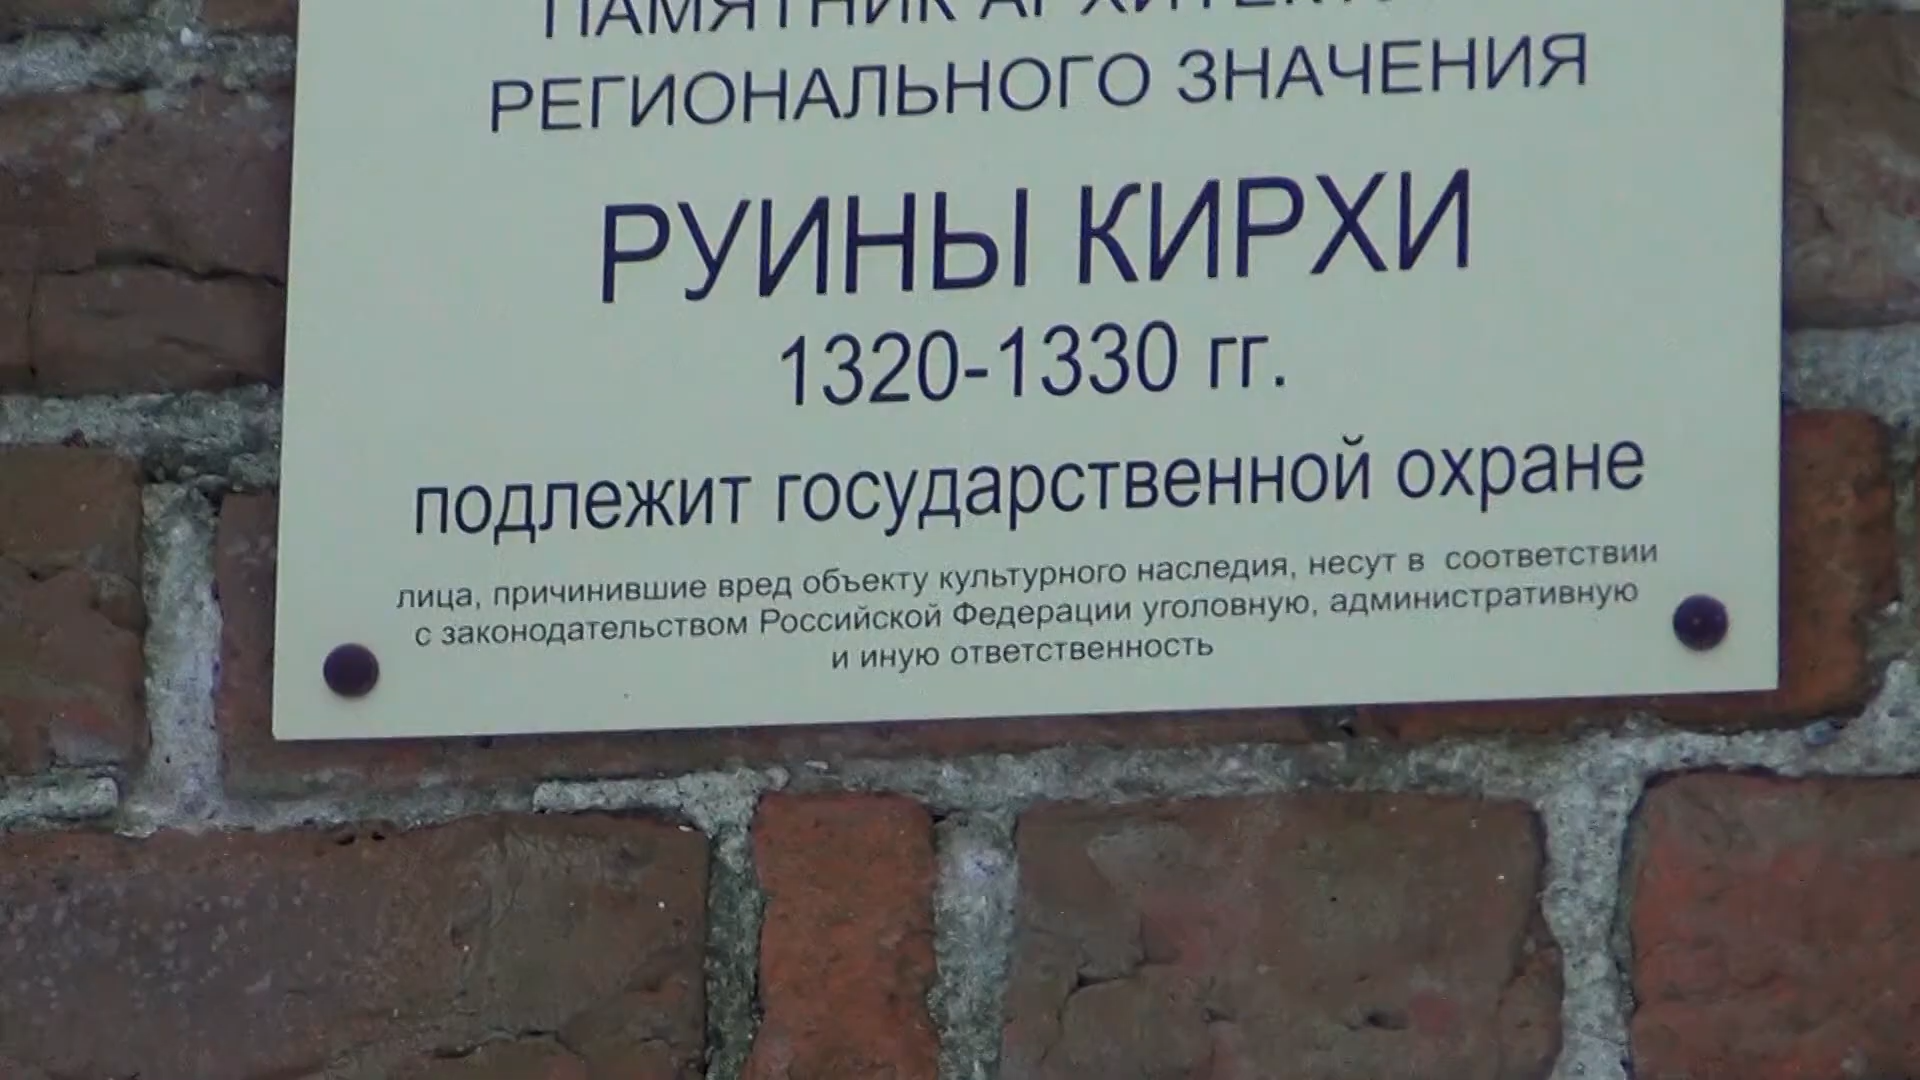 ПАМЯТНИК
РЕГИОНАЛЬНОГО ЗНАЧЕНИЯ
РУИНЫ КИРХИ
1320-1330 гг.
подлежит государственной охране
лица, причинившие вред объекту культурного наследия, несут в соответствии
с законодательством Российской Федерации уголовную, административную
и иную ответственность